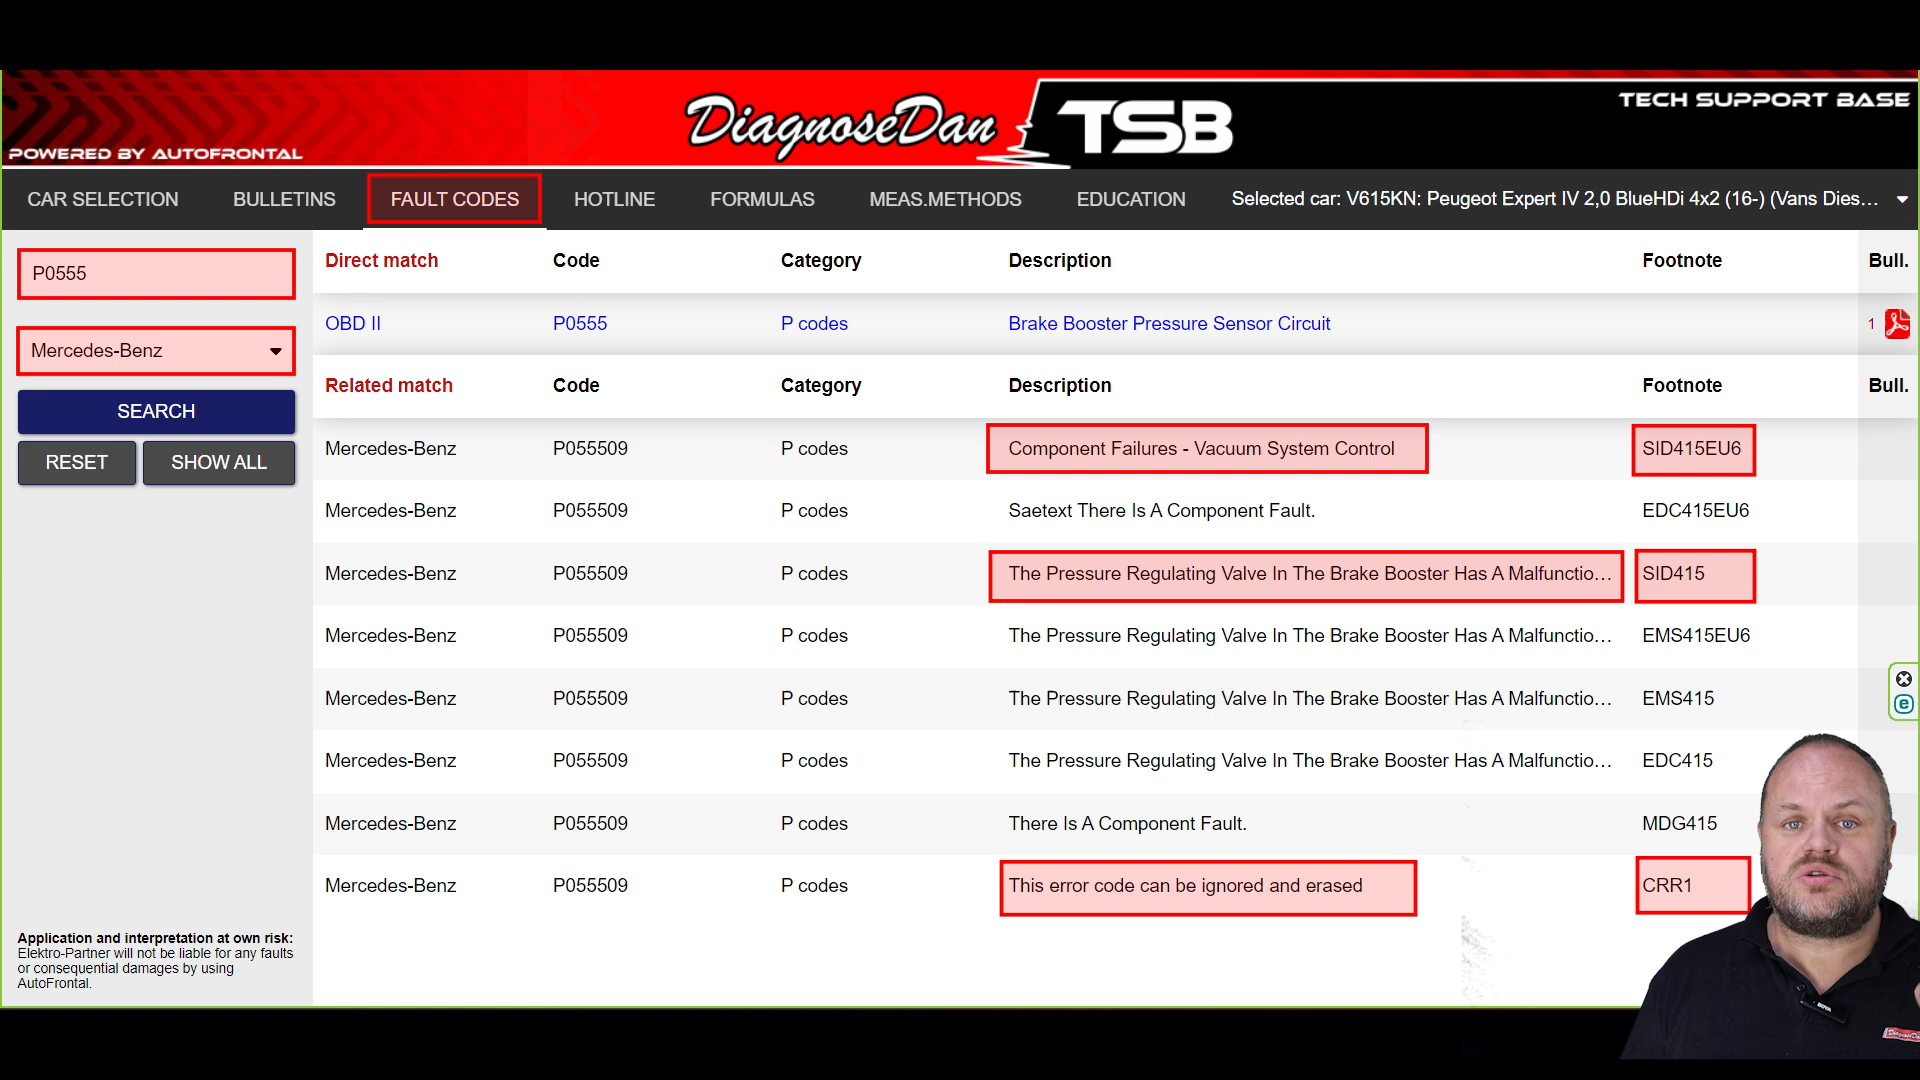 POWERED BY AUTOFRONTAL
DiagnoseDan TSB
TECH SUPPORT BASE
CAR SELECTION BULLETINS FAULT CODES HOTLINE FORMULAS MEAS.METHODS EDUCATION Selected car: V615KN: Peugeot Expert IV 2,0 BlueHDi 4x2 (16-) (Vans Dies...
P0555
Mercedes-Benz
SEARCH
RESET SHOW ALL
Direct match Code Category Description Footnote Bull.
OBD II P0555 P codes Brake Booster Pressure Sensor Circuit 1
Related match Code Category Description Footnote Bull.
Mercedes-Benz P055509 P codes Component Failures - Vacuum System Control SID415EU6
Mercedes-Benz P055509 P codes Saetext There Is A Component Fault. EDC415EU6
Mercedes-Benz P055509 P codes The Pressure Regulating Valve In The Brake Booster Has A Malfunctio... SID415
Mercedes-Benz P055509 P codes The Pressure Regulating Valve In The Brake Booster Has A Malfunctio... EMS415EU6
Mercedes-Benz P055509 P codes The Pressure Regulating Valve In The Brake Booster Has A Malfunctio... EMS415
Mercedes-Benz P055509 P codes The Pressure Regulating Valve In The Brake Booster Has A Malfunctio... EDC415
Mercedes-Benz P055509 P codes There Is A Component Fault. MDG415
Mercedes-Benz P055509 P codes This error code can be ignored and erased CRR1
Application and interpretation at own risk:
Elektro-Partner will not be liable for any faults
or consequential damages by using
AutoFrontal.